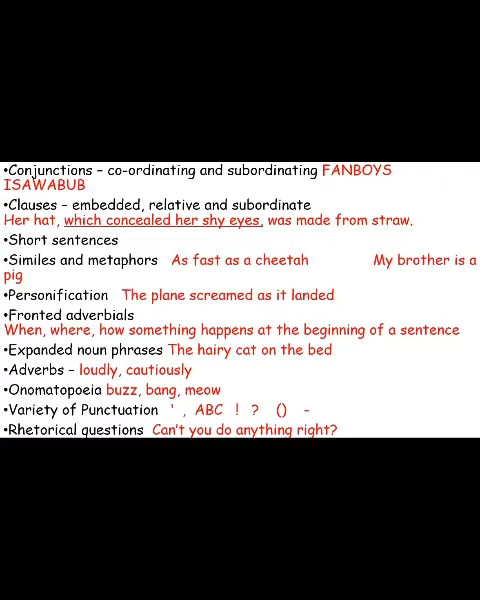 •Conjunctions – co-ordinating and subordinating FANBOYS
ISAWABUB
•Clauses – embedded, relative and subordinate
Her hat, which concealed her shy eyes, was made from straw.
•Short sentences
•Similes and metaphors As fast as a cheetah My brother is a
pig
•Personification The plane screamed as it landed
•Fronted adverbials
When, where, how something happens at the beginning of a sentence
•Expanded noun phrases The hairy cat on the bed
•Adverbs – loudly, cautiously
•Onomatopoeia buzz, bang, meow
•Variety of Punctuation ‘ , ABC ! ? () -
•Rhetorical questions Can’t you do anything right?